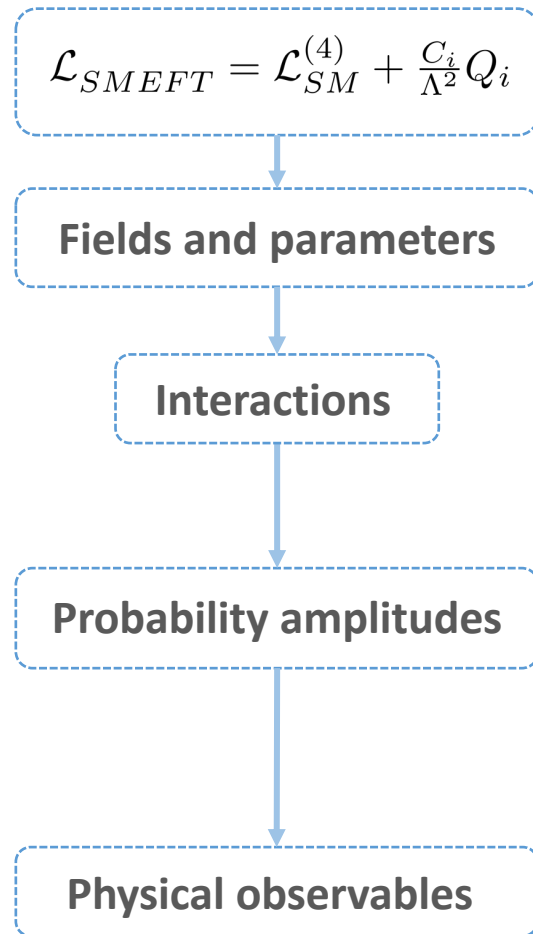 $\mathcal{L}_{SMEFT} = \mathcal{L}_{SM}^{(4)} + \frac{C_i}{\Lambda^2} Q_i$
Fields and parameters
Interactions
Probability amplitudes
Physical observables